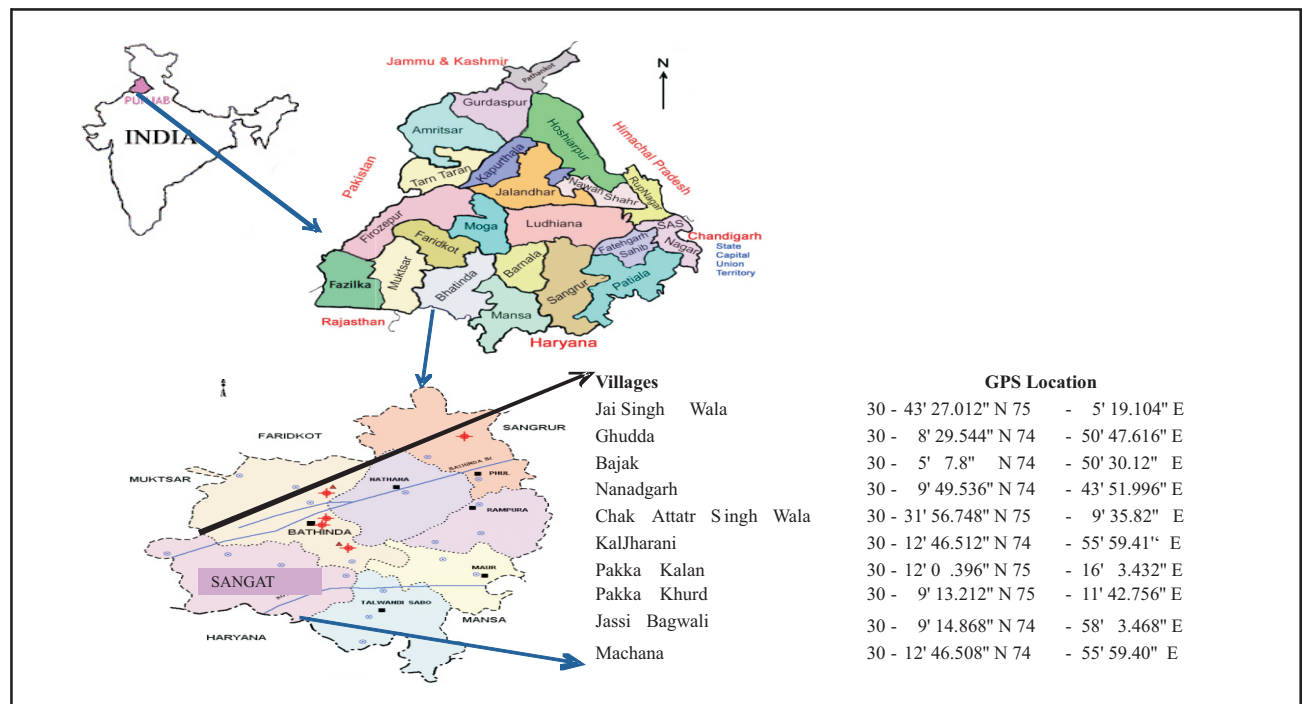 PUNJAB
INDIA
Jammu & Kashmir
N
Pathankot
Gurdaspur
Amritsar
Hoshiarpur
Himachal Pradesh
Pakistan
Tarn Taran
Kapurthala
Jalandhar
Nawan Shahr
RupNagar
Firozepur
Moga
Ludhiana
SAS
Nagar
Chandigarh
State
Capital
Union
Territory
Faridkot
Fatehgarh
Sahib
Fazilka
Muktsar
Bhatinda
Barnala
Sangrur
Patiala
Mansa
Rajasthan
Haryana
FARIDKOT
SANGRUR
MUKTSAR
BATHINDA Br.
PHUL
NATHANA
RAMPURA
BATHINDA
MAUR
SANGAT
TALWANDI SABO
MANSA
HARYANA
Villages GPS Location
Jai Singh Wala 30 - 43' 27.012" N 75 - 5' 19.104" E
Ghudda 30 - 8' 29.544" N 74 - 50' 47.616" E
Bajak 30 - 5' 7.8" N 74 - 50' 30.12" E
Nanadgarh 30 - 9' 49.536" N 74 - 43' 51.996" E
Chak Attatr Singh Wala 30 - 31' 56.748" N 75 - 9' 35.82" E
KalJharani 30 - 12' 46.512" N 74 - 55' 59.41‘‘ E
Pakka Kalan 30 - 12' 0 .396" N 75 - 16' 3.432" E
Pakka Khurd 30 - 9' 13.212" N 75 - 11' 42.756" E
Jassi Bagwali 30 - 9' 14.868" N 74 - 58' 3.468" E
Machana 30 - 12' 46.508" N 74 - 55' 59.40" E